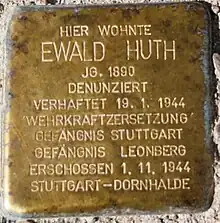 HIER WOHNTE
EWALD HUTH
JG. 1890
DENUNZIERT
VERHAFTET 19. 1. 1944
"WEHRKRAFTZERSETZUNG"
GEFÄNGNIS STUTTGART
GEFÄNGNIS LEONBERG
ERSCHOSSEN 1. 11. 1944
STUTTGART-DORNHALDE